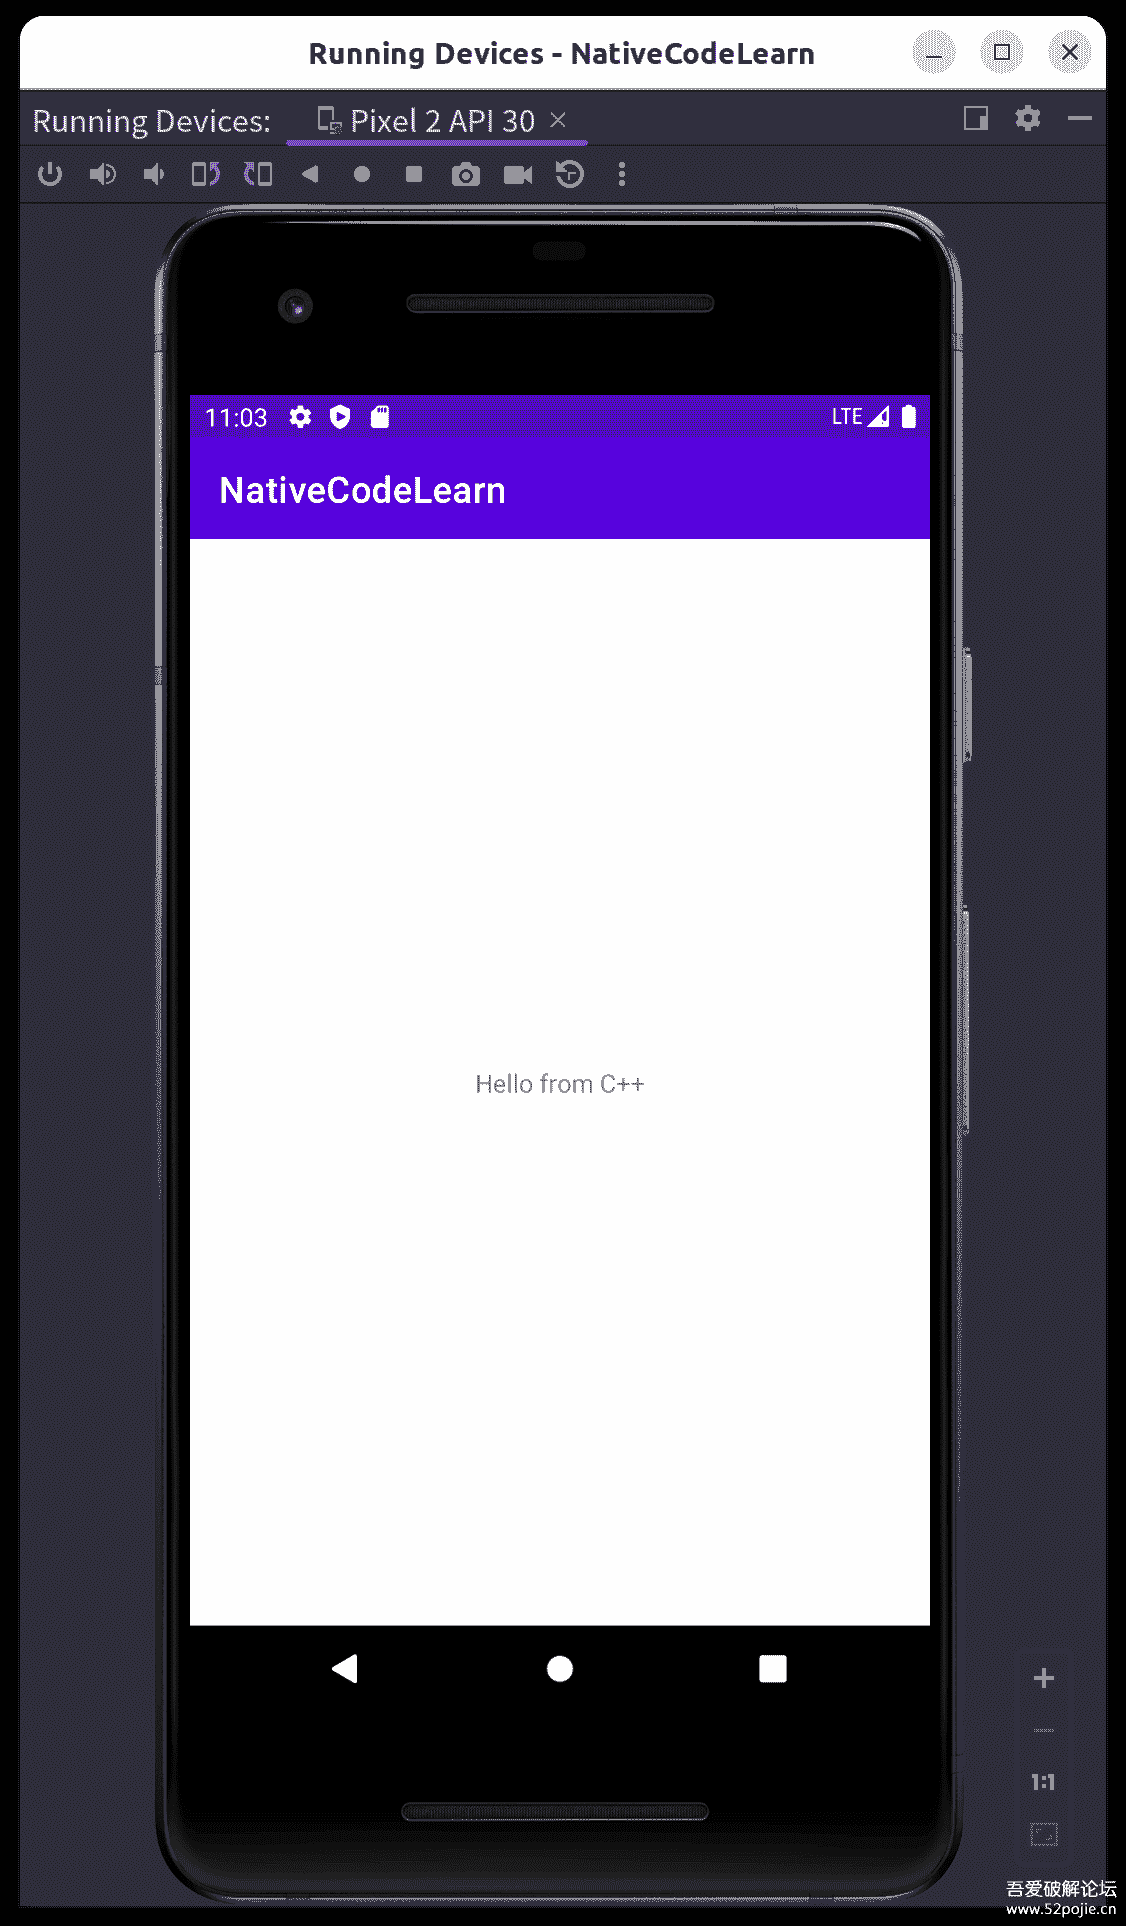 Running Devices - NativeCodeLearn
Running Devices:
Pixel 2 API 30
11:03
LTE
NativeCodeLearn
Hello from C++
1:1
吾爱破解论坛
www.52pojie.cn